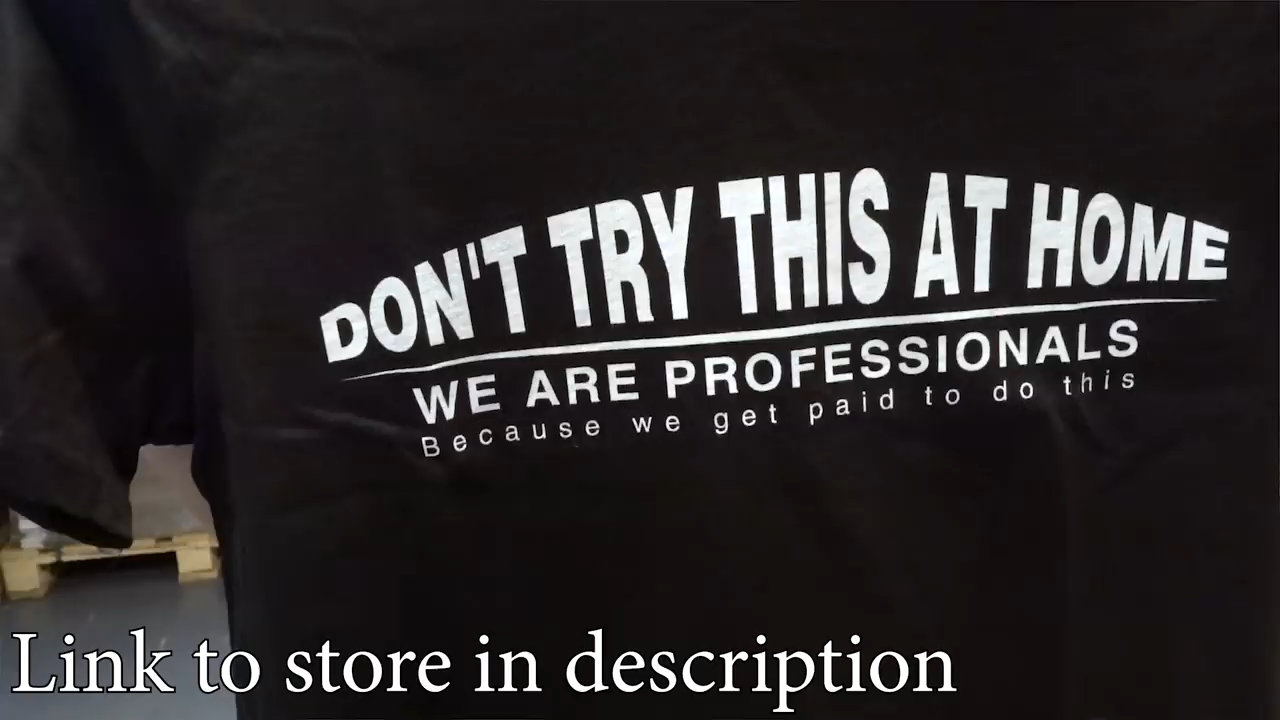 DON'T TRY THIS AT HOME
WE ARE PROFESSIONALS
Because we get paid to do this
Link to store in description